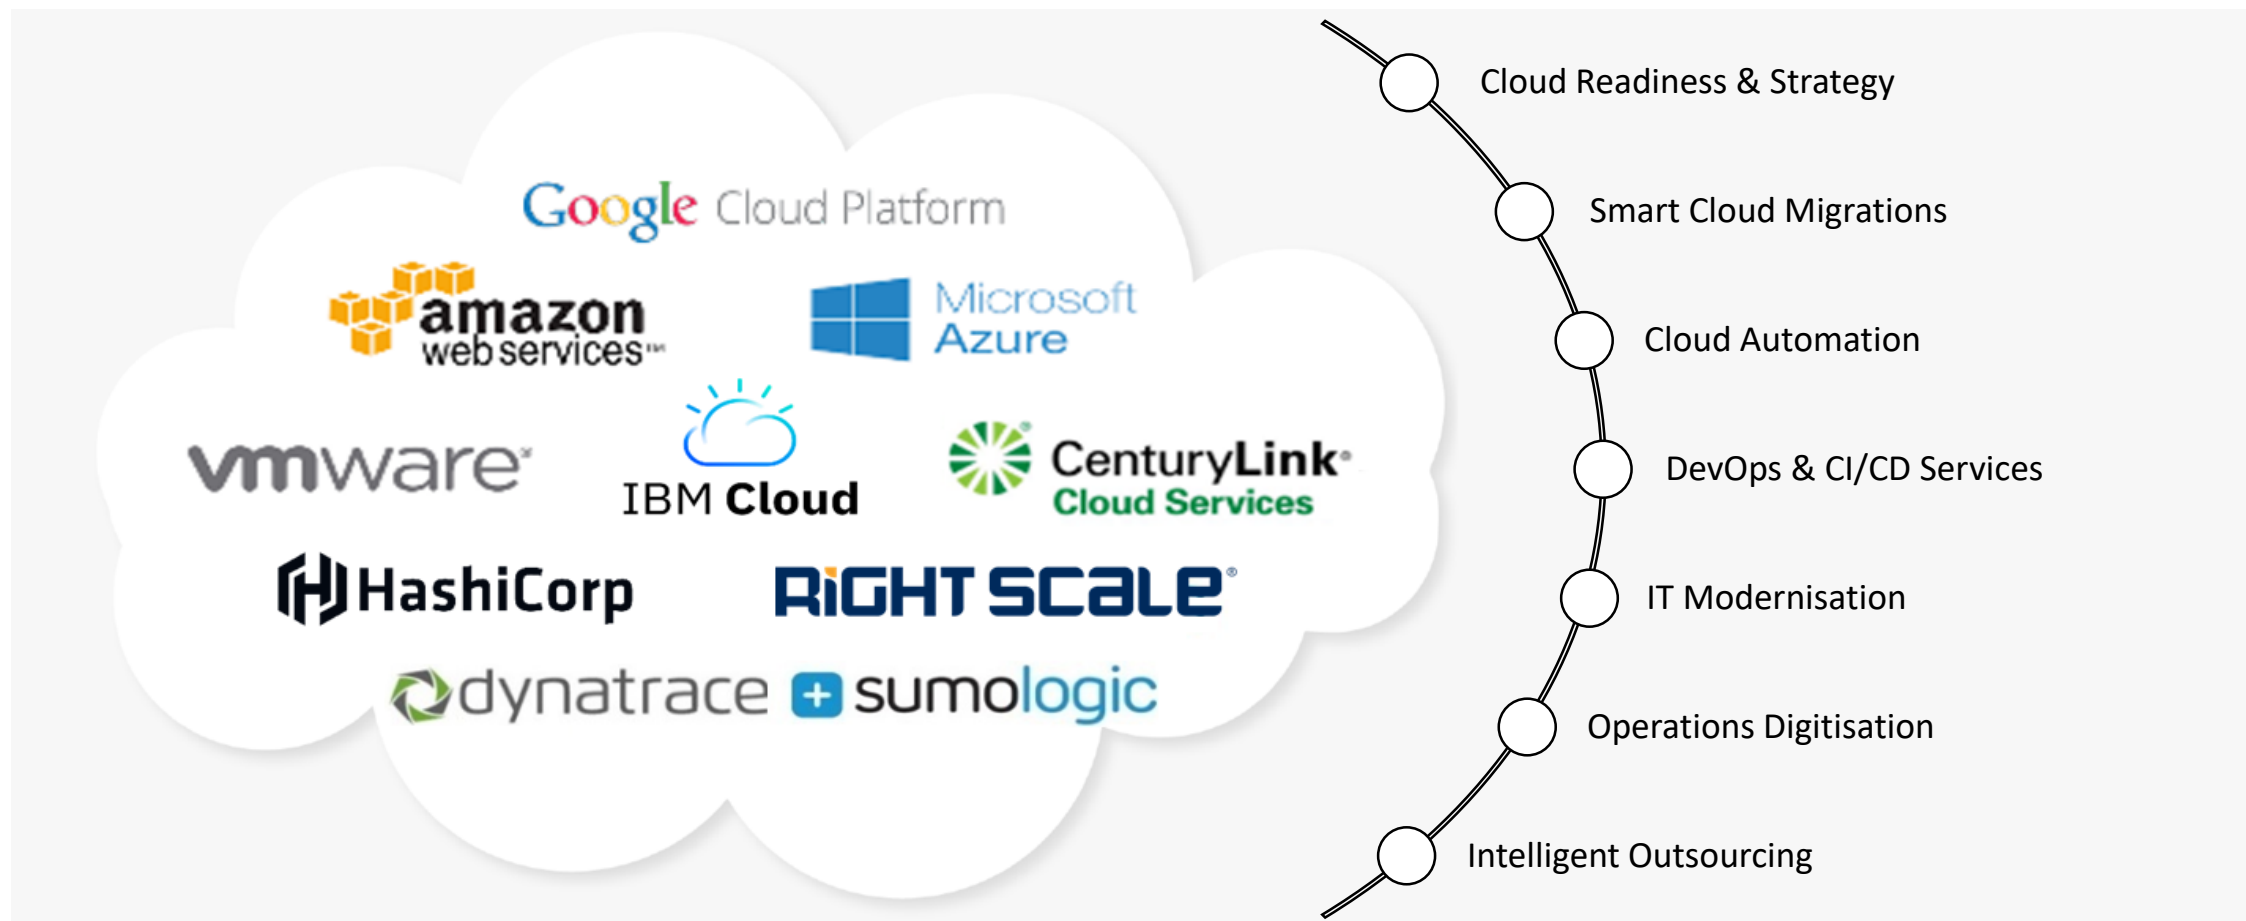 Google Cloud Platform
amazon
web services™
Microsoft
Azure
vmware
IBM Cloud
CenturyLink®
Cloud Services
HashiCorp
RiGHT SCaLe®
dynatrace
+ sumologic
Cloud Readiness & Strategy
Smart Cloud Migrations
Cloud Automation
DevOps & CI/CD Services
IT Modernisation
Operations Digitisation
Intelligent Outsourcing